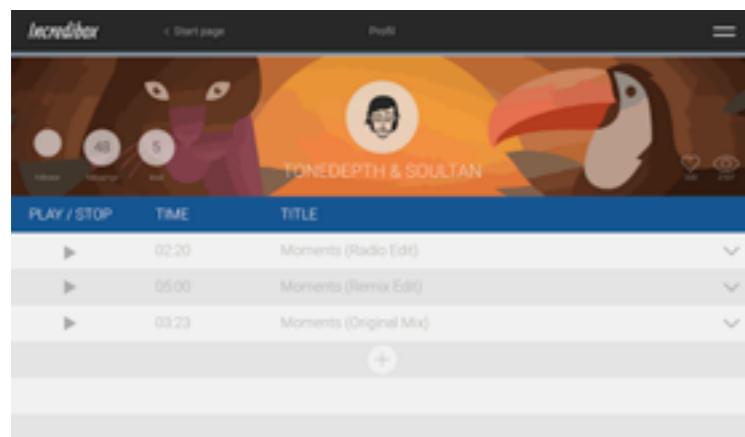 Incredibox < Start page Profil
48 5
TONEDEPTH & SOULTAN
PLAY / STOP TIME TITLE
02:20 Moments (Radio Edit)
05:00 Moments (Remix Edit)
03:23 Moments (Original Mix)